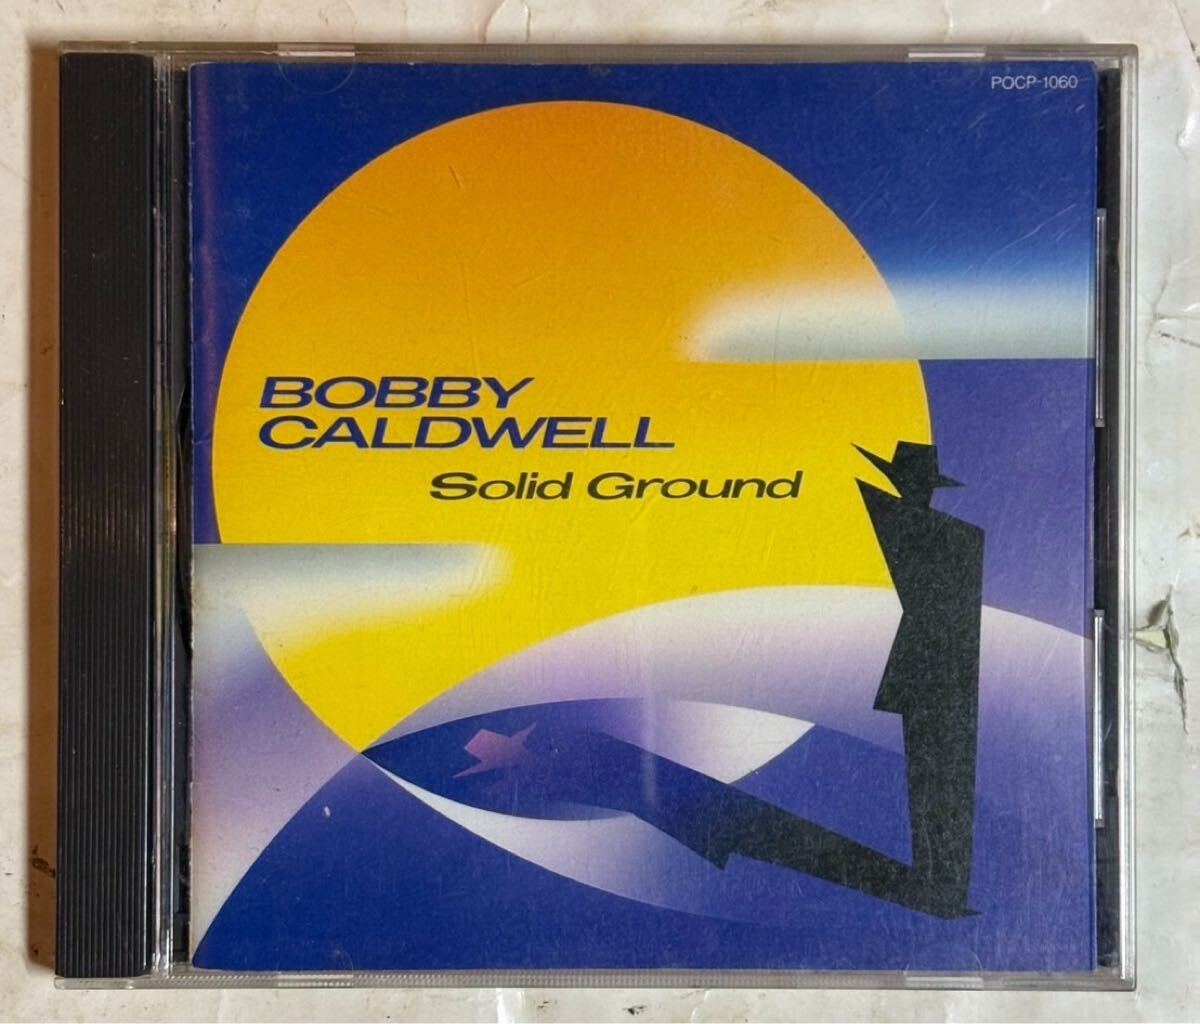 POCP-1060
BOBBY
CALDWELL
Solid Ground